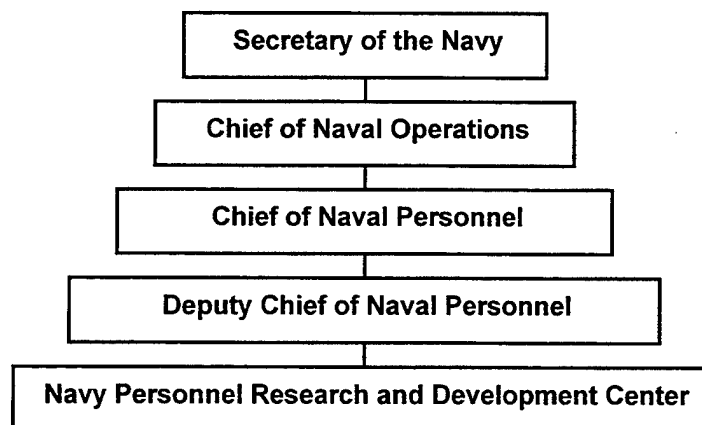 Secretary of the Navy
Chief of Naval Operations
Chief of Naval Personnel
Deputy Chief of Naval Personnel
Navy Personnel Research and Development Center